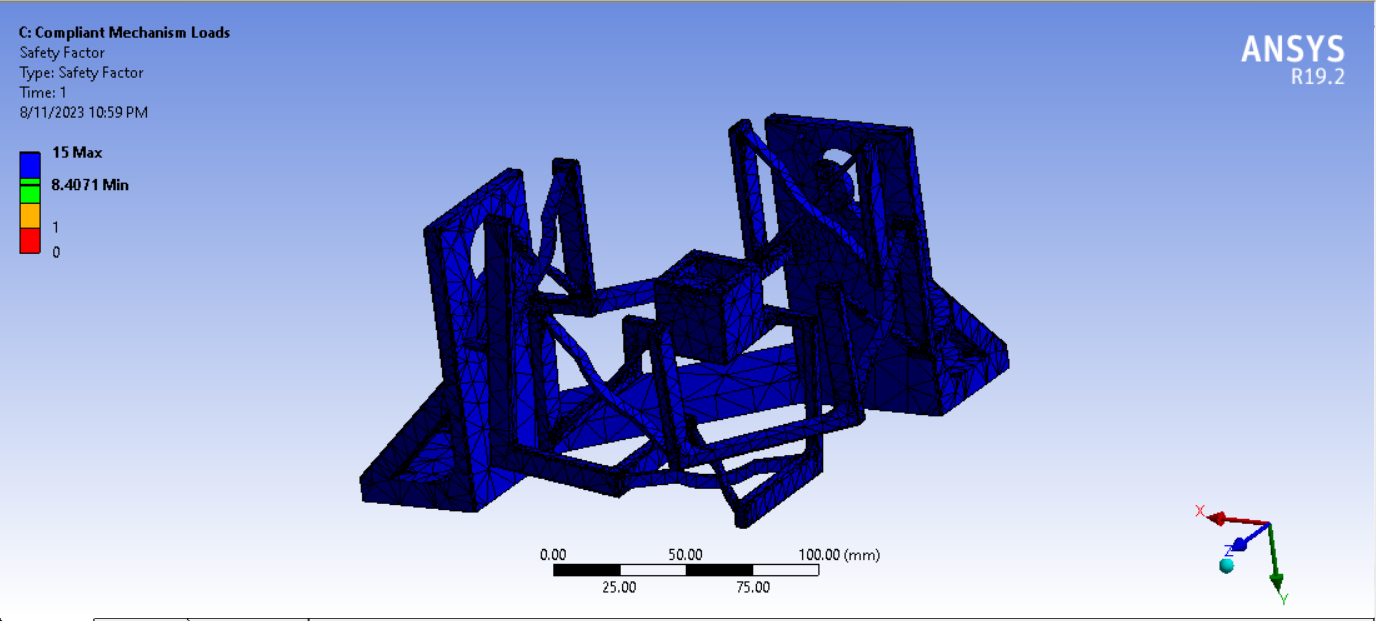 C: Compliant Mechanism Loads
Safety Factor
Type: Safety Factor
Time: 1
8/11/2023 10:59 PM
ANSYS
R19.2
15 Max
8.4071 Min
1
0
0.00 50.00 100.00 (mm)
25.00 75.00
X
Z
Y